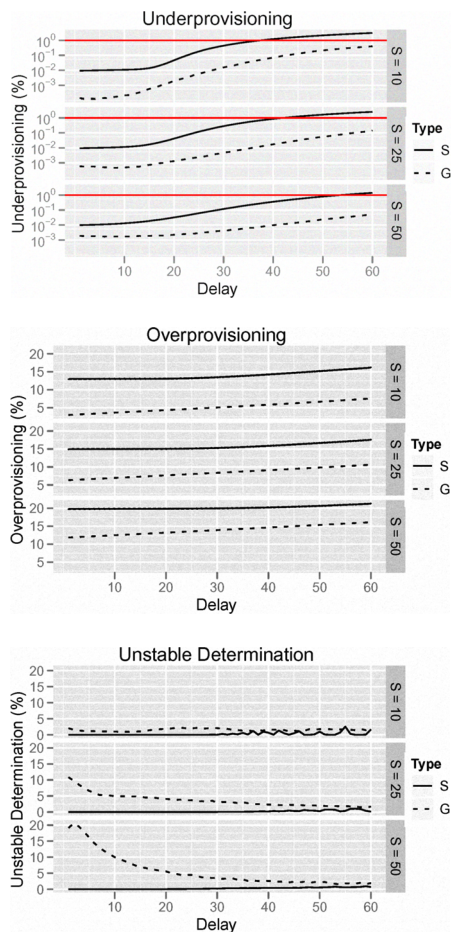 Underprovisioning
Underprovisioning (%)
10^0
10^-1
10^-2
10^-3
S = 10
10^0
10^-1
10^-2
10^-3
S = 25
10^0
10^-1
10^-2
10^-3
S = 50
10 20 30 40 50 60
Delay
Type
S
G
Overprovisioning
Overprovisioning (%)
20
15
10
5
S = 10
20
15
10
5
S = 25
20
15
10
5
S = 50
10 20 30 40 50 60
Delay
Type
S
G
Unstable Determination
Unstable Determination (%)
20
15
10
5
0
S = 10
20
15
10
5
0
S = 25
20
15
10
5
0
S = 50
10 20 30 40 50 60
Delay
Type
S
G